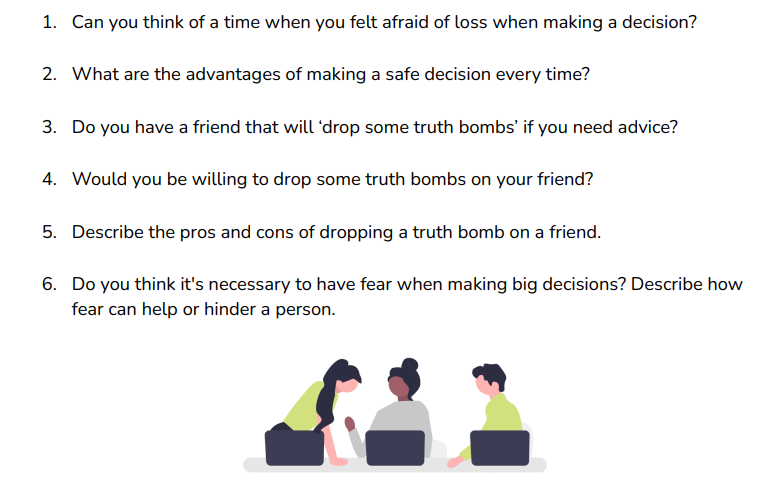 1. Can you think of a time when you felt afraid of loss when making a decision?
2. What are the advantages of making a safe decision every time?
3. Do you have a friend that will ‘drop some truth bombs’ if you need advice?
4. Would you be willing to drop some truth bombs on your friend?
5. Describe the pros and cons of dropping a truth bomb on a friend.
6. Do you think it's necessary to have fear when making big decisions? Describe how
fear can help or hinder a person.